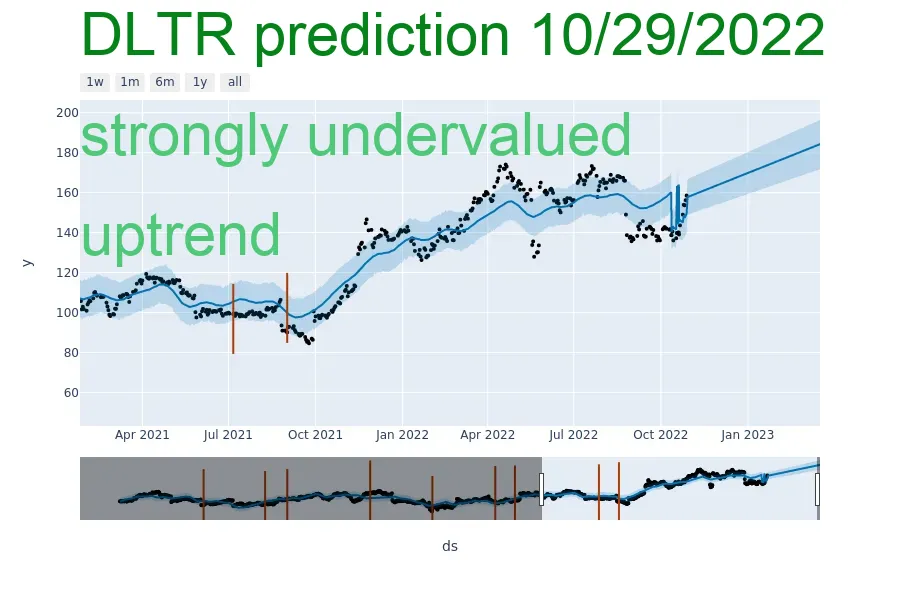 DLTR prediction 10/29/2022
1w 1m 6m 1y all
200
strongly undervalued
180
160
uptrend
140
y
120
100
80
60
Apr 2021 Jul 2021 Oct 2021 Jan 2022 Apr 2022 Jul 2022 Oct 2022 Jan 2023
ds